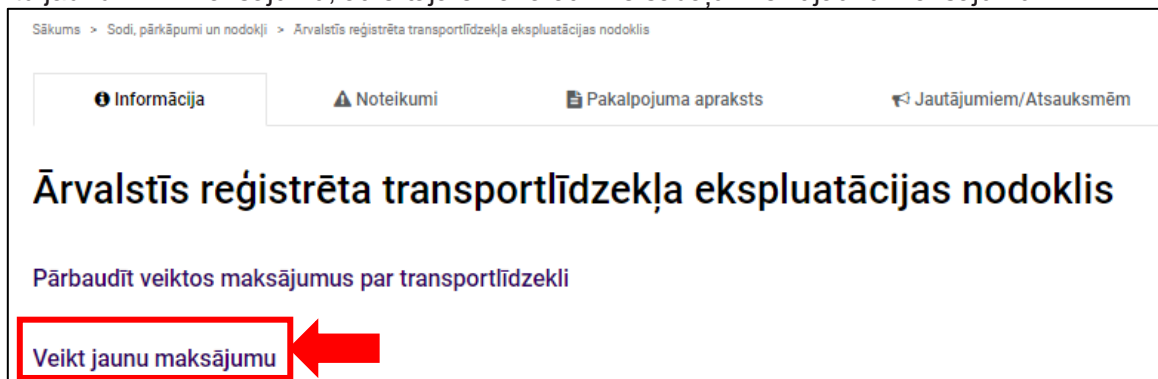 Sākums > Sodi, pārkāpumi un nodokļi > Ārvalstīs reģistrēta transportlīdzekļa ekspluatācijas nodoklis
Informācija Noteikumi Pakalpojuma apraksts Jautājumiem/Atsauksmēm
Ārvalstīs reģistrēta transportlīdzekļa ekspluatācijas nodoklis
Pārbaudīt veiktos maksājumus par transportlīdzekli
Veikt jaunu maksājumu